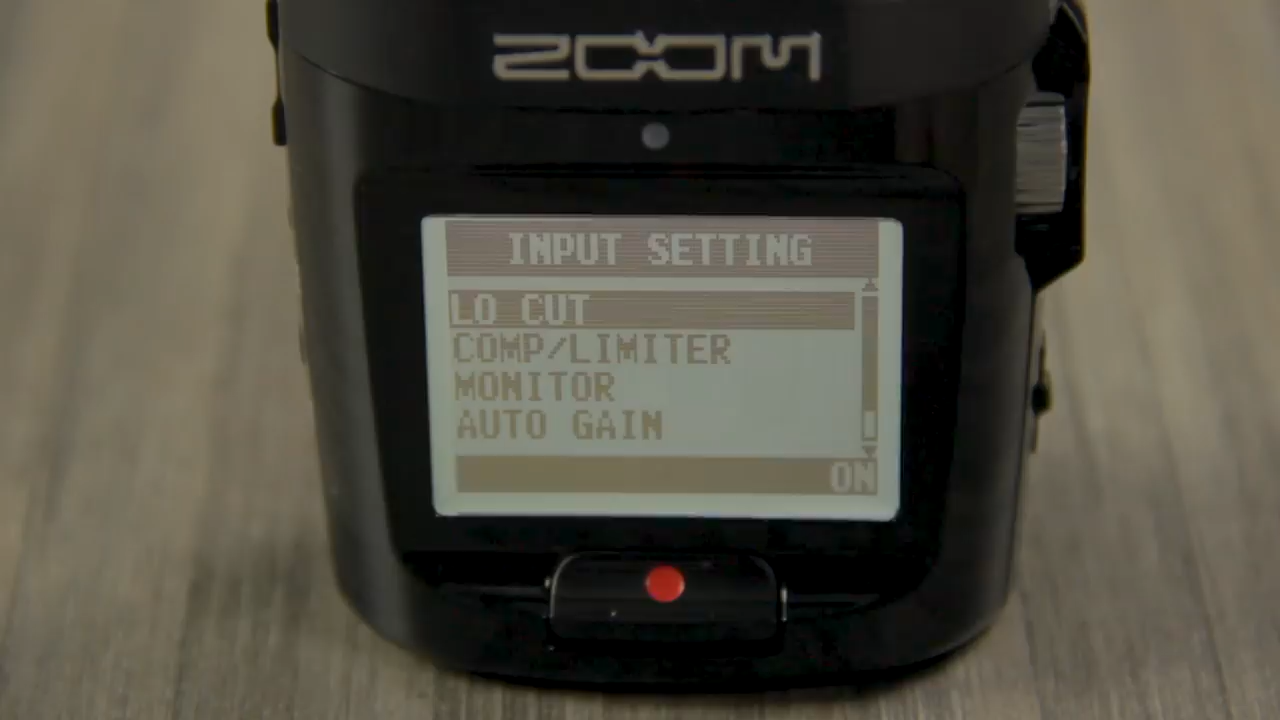 ZOOM
INPUT SETTING
LO CUT
COMP/LIMITER
MONITOR
AUTO GAIN
ON